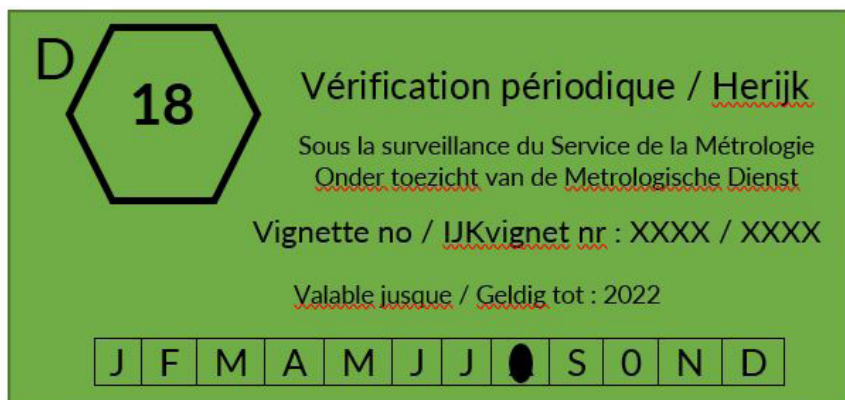 D
18
Vérification périodique / Herijk
Sous la surveillance du Service de la Métrologie
Onder toezicht van de Metrologische Dienst
Vignette no / IJKvignet nr : XXXX / XXXX
Valable jusque / Geldig tot : 2022
J F M A M J J S 0 N D